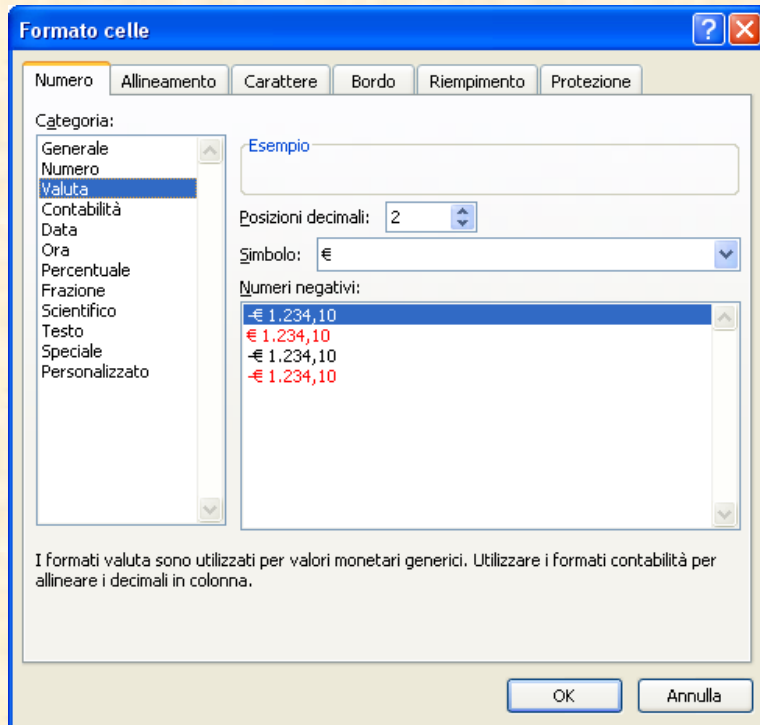 Formato celle
Numero Allineamento Carattere Bordo Riempimento Protezione
Categoria:
Generale
Numero
Valuta
Contabilità
Data
Ora
Percentuale
Frazione
Scientifico
Testo
Speciale
Personalizzato
Esempio
Posizioni decimali: 2
Simbolo: €
Numeri negativi:
-€ 1.234,10
€ 1.234,10
-€ 1.234,10
-€ 1.234,10
I formati valuta sono utilizzati per valori monetari generici. Utilizzare i formati contabilità per
allineare i decimali in colonna.
OK Annulla